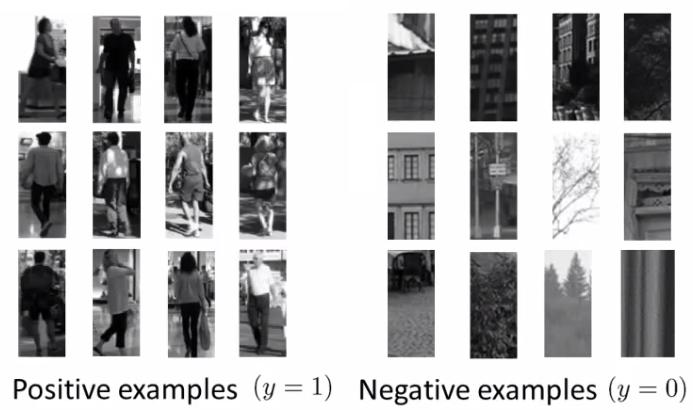 Positive examples (y = 1)
Negative examples (y = 0)